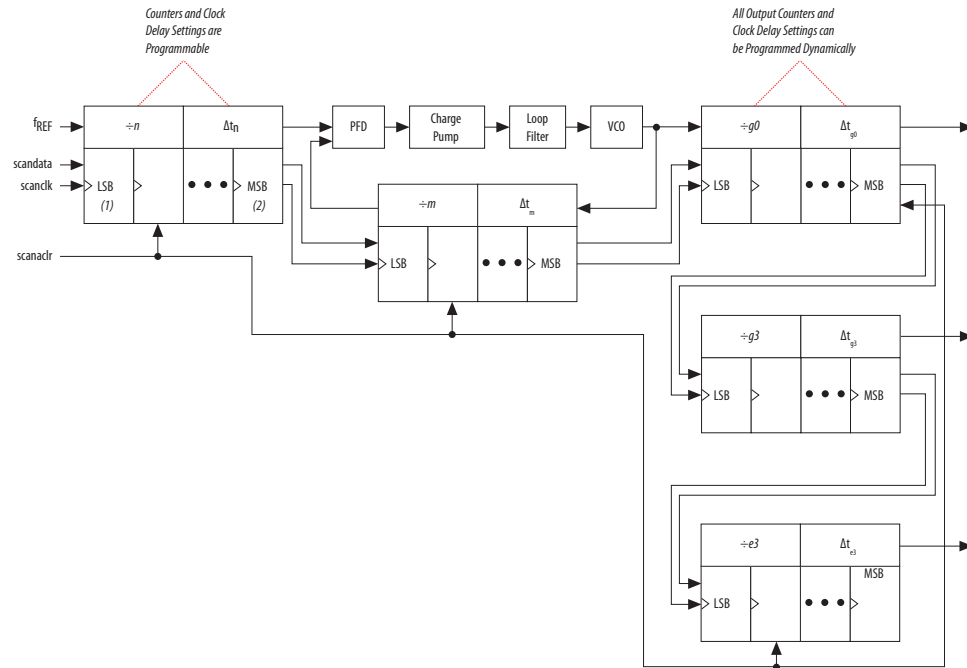 Counters and Clock
Delay Settings are
Programmable
All Output Counters and
Clock Delay Settings can
be Programmed Dynamically
fREF
÷n
Δtn
PFD
Charge
Pump
Loop
Filter
VCO
÷g0
Δtg0
scandata
scanclk
LSB
(1)
MSB
(2)
LSB
MSB
÷m
Δtm
scanaclr
LSB
MSB
÷g3
Δtg3
LSB
MSB
÷e3
Δte3
MSB
LSB